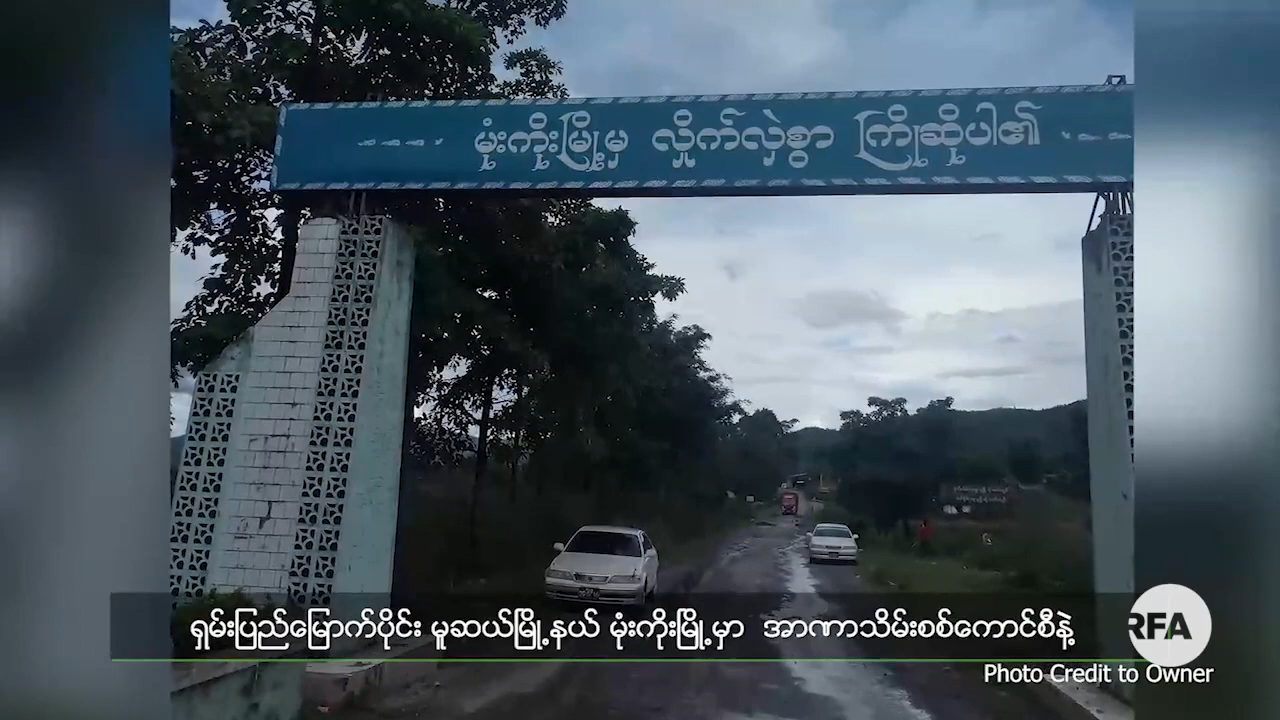 မုံးကိုးမြို့မှ လှိုက်လှဲစွာ ကြိုဆိုပါ၏
ရှမ်းပြည်မြောက်ပိုင်း မူဆယ်မြို့နယ် မုံးကိုးမြို့မှာ အာဏာသိမ်းစစ်ကောင်စီနဲ့
RFA
Photo Credit to Owner